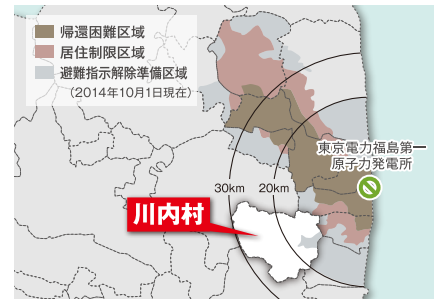 帰還困難区域
居住制限区域
避難指示解除準備区域
（2014年10月1日現在）
東京電力福島第一
原子力発電所
30km
20km
川内村